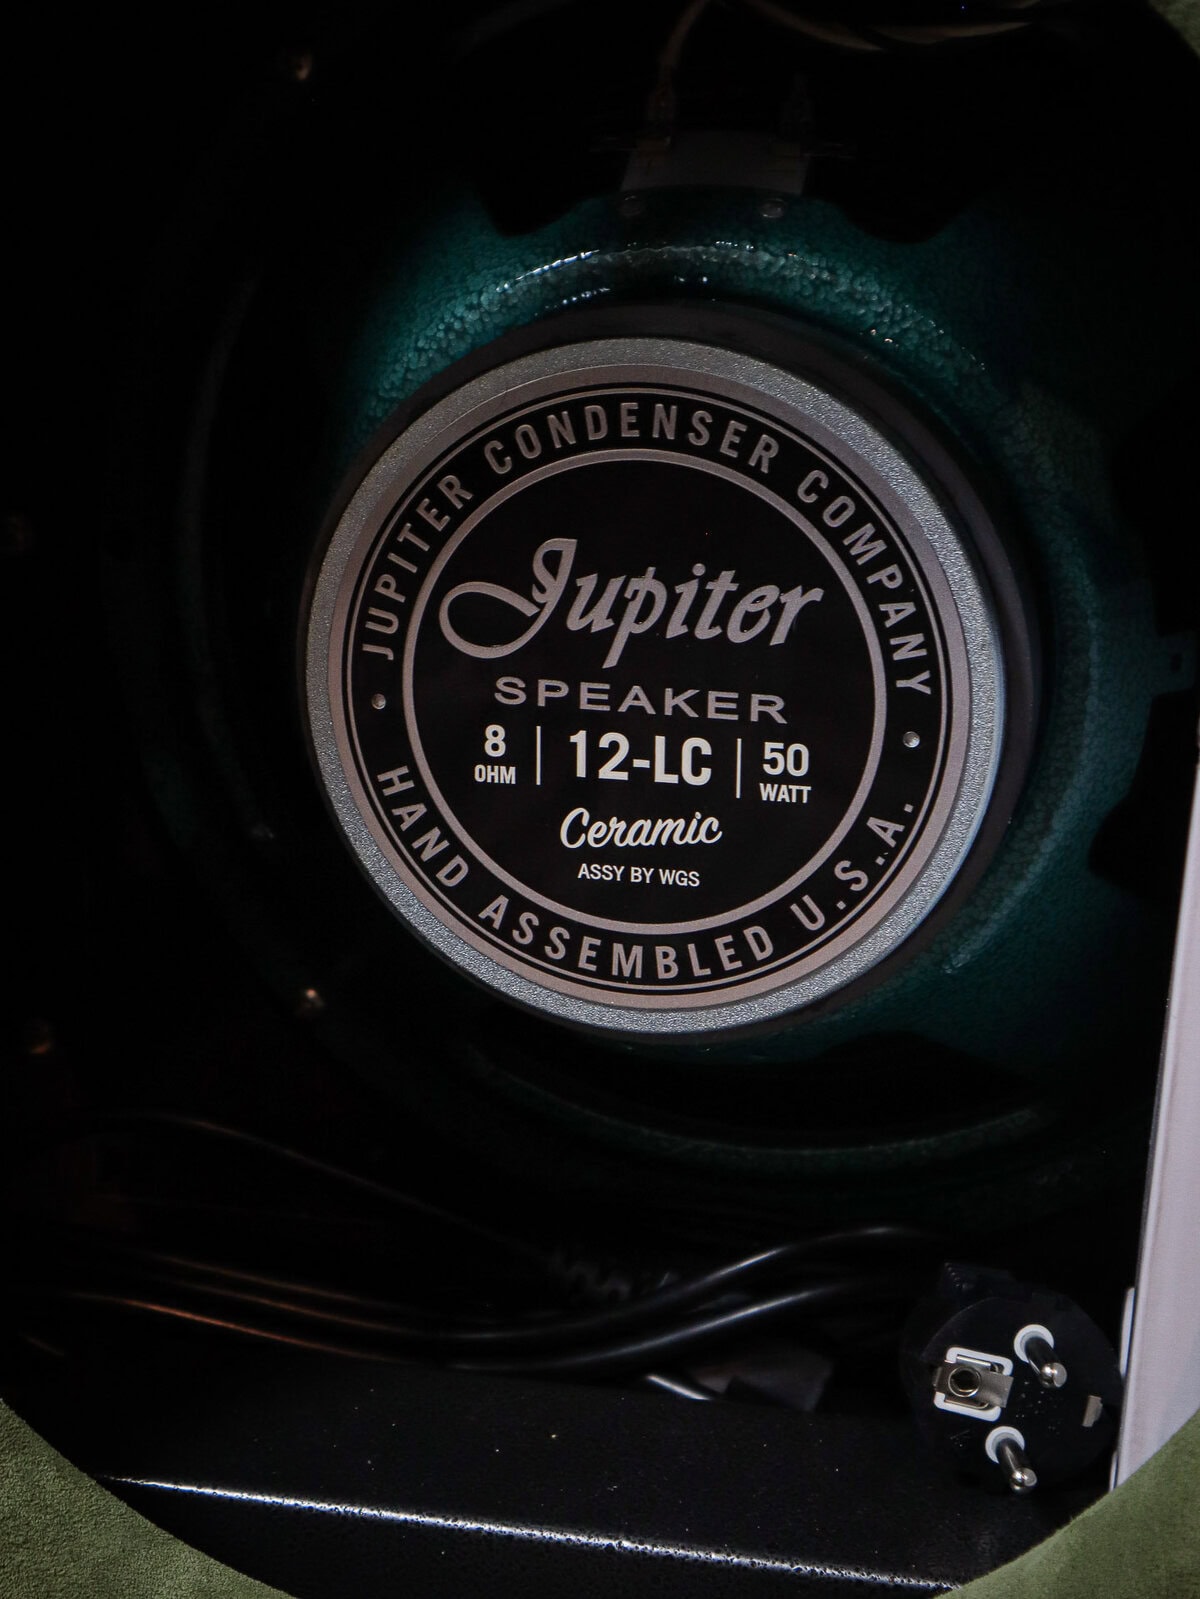 JUPITER CONDENSER COMPANY
Jupiter
SPEAKER
8 OHM | 12-LC | 50 WATT
Ceramic
ASSY BY WGS
HAND ASSEMBLED U.S.A.